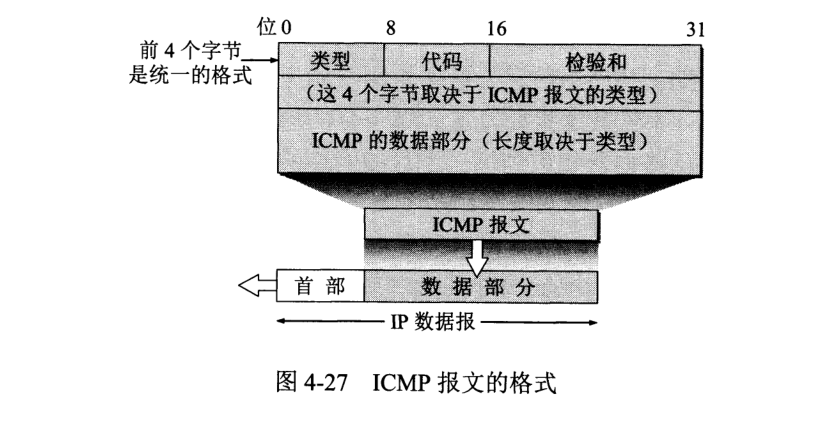 位 0 8 16 31
前 4 个字节
是统一的格式
类型 代码 检验和
（这 4 个字节取决于 ICMP 报文的类型）
ICMP 的数据部分（长度取决于类型）
ICMP 报文
首 部 数 据 部 分
IP 数据报
图 4-27 ICMP 报文的格式